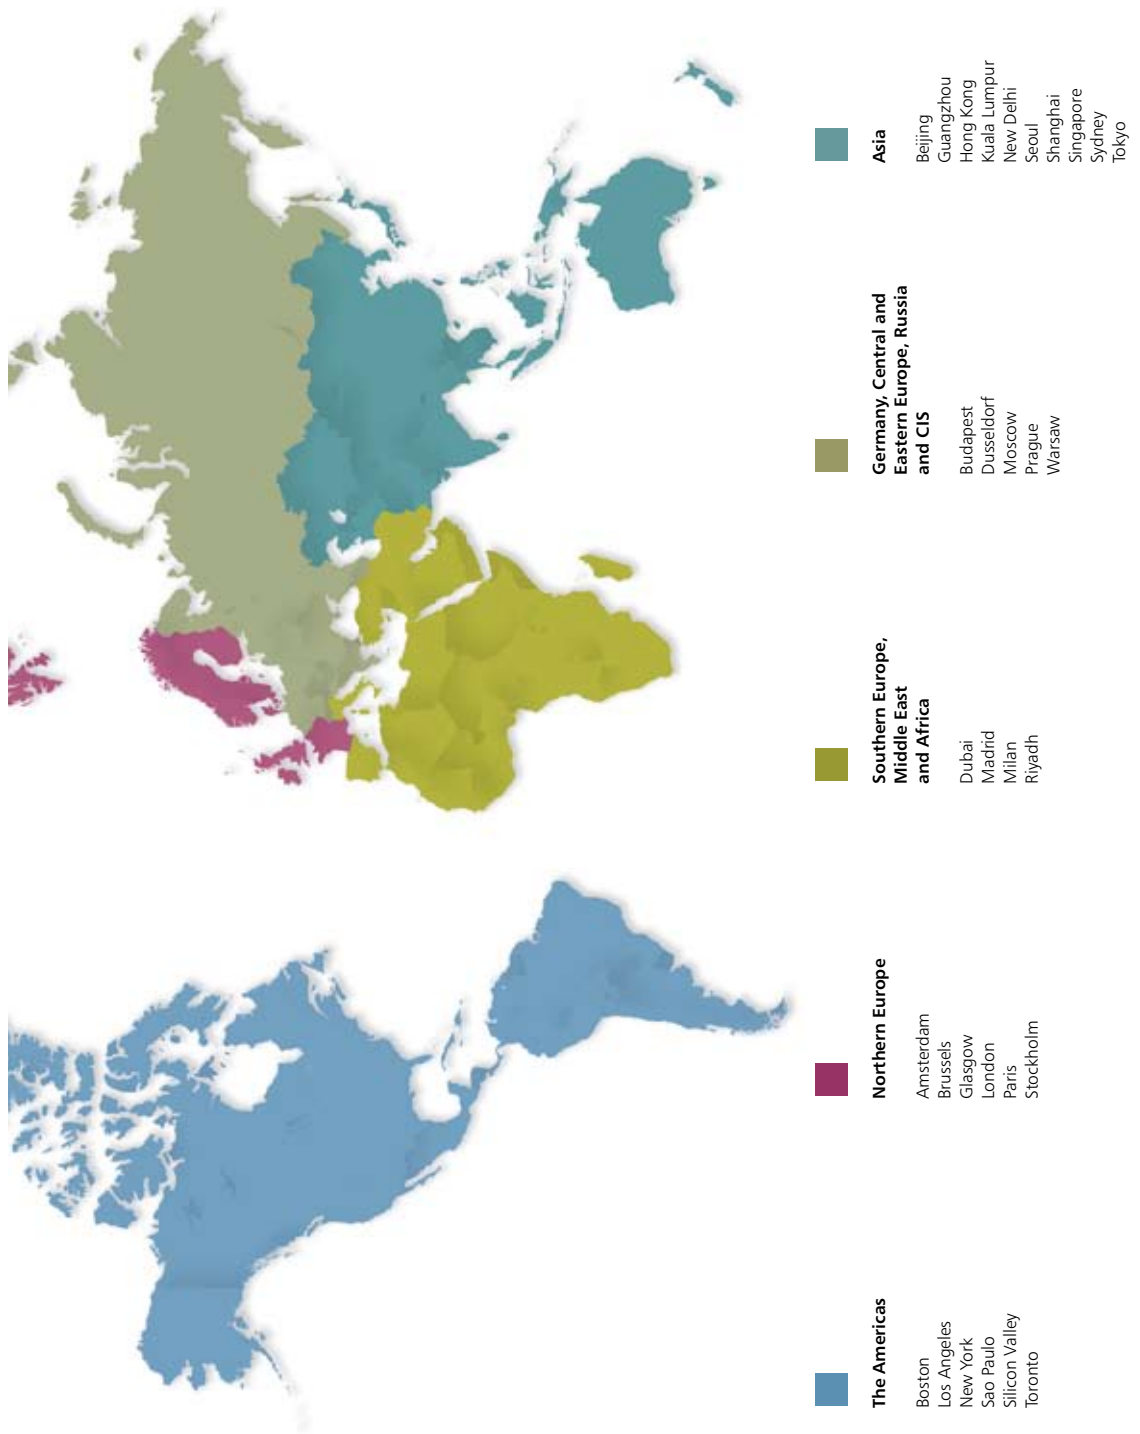 The Americas
Boston
Los Angeles
New York
Sao Paulo
Silicon Valley
Toronto
Northern Europe
Amsterdam
Brussels
Glasgow
London
Paris
Stockholm
Southern Europe,
Middle East
and Africa
Dubai
Madrid
Milan
Riyadh
Germany, Central and
Eastern Europe, Russia
and CIS
Budapest
Dusseldorf
Moscow
Prague
Warsaw
Asia
Beijing
Guangzhou
Hong Kong
Kuala Lumpur
New Delhi
Seoul
Shanghai
Singapore
Sydney
Tokyo